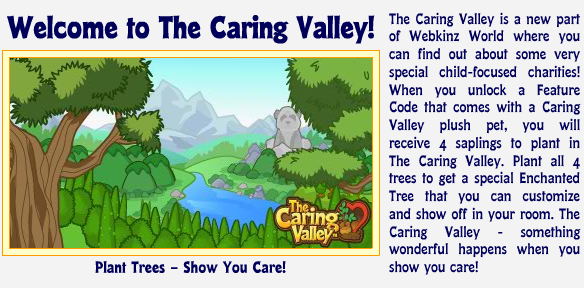 Welcome to The Caring Valley!
The Caring Valley
Plant Trees – Show You Care!
The Caring Valley is a new part
of Webkinz World where you
can find out about some very
special child-focused charities!
When you unlock a Feature
Code that comes with a Caring
Valley plush pet, you will
receive 4 saplings to plant in
The Caring Valley. Plant all 4
trees to get a special Enchanted
Tree that you can customize
and show off in your room. The
Caring Valley - something
wonderful happens when you
show you care!